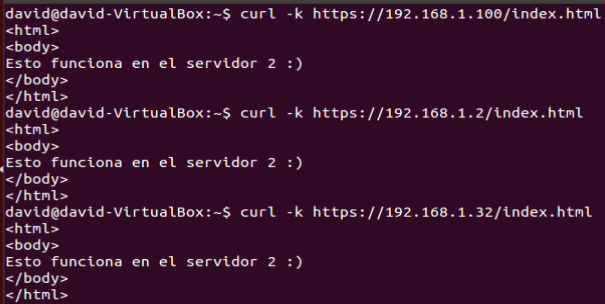 david@david-VirtualBox:~$ curl -k https://192.168.1.100/index.html
<html>
<body>
Esto funciona en el servidor 2 :)
</body>
</html>
david@david-VirtualBox:~$ curl -k https://192.168.1.2/index.html
<html>
<body>
Esto funciona en el servidor 2 :)
</body>
</html>
david@david-VirtualBox:~$ curl -k https://192.168.1.32/index.html
<html>
<body>
Esto funciona en el servidor 2 :)
</body>
</html>